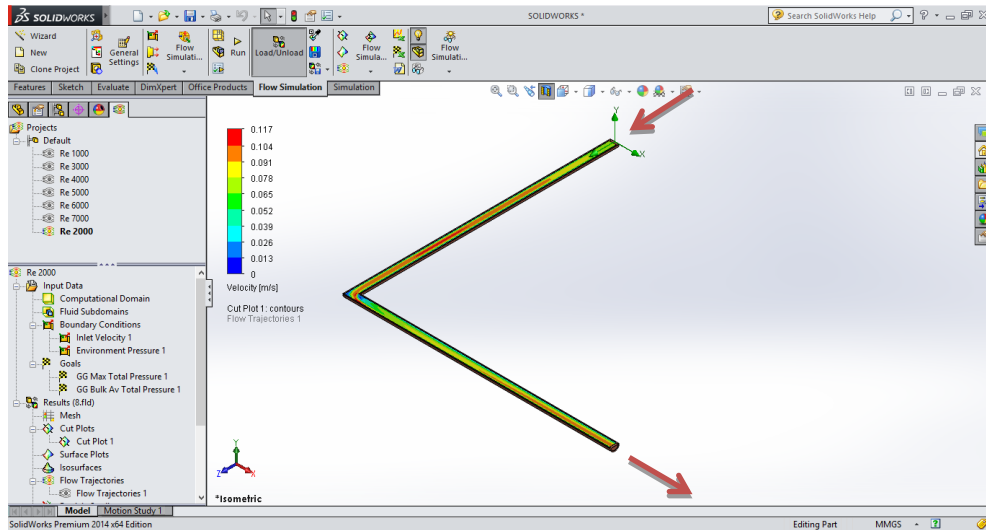 SOLIDWORKS
SOLIDWORKS *
Search SolidWorks Help
Wizard
New
Clone Project
General Settings
Flow Simulati...
Run
Load/Unload
Flow Simula...
Flow Simulati...
Features Sketch Evaluate DimXpert Office Products Flow Simulation Simulation
Projects
Default
Re 1000
Re 3000
Re 4000
Re 5000
Re 6000
Re 7000
Re 2000
Re 2000
Input Data
Computational Domain
Fluid Subdomains
Boundary Conditions
Inlet Velocity 1
Environment Pressure 1
Goals
GG Max Total Pressure 1
GG Bulk Av Total Pressure 1
Results (8.fld)
Mesh
Cut Plots
Cut Plot 1
Surface Plots
Isosurfaces
Flow Trajectories
Flow Trajectories 1
0.117
0.104
0.091
0.078
0.065
0.052
0.039
0.026
0.013
0
Velocity [m/s]
Cut Plot 1: contours
Flow Trajectories 1
Y
X
Y
Z
X
*Isometric
Model Motion Study 1
SolidWorks Premium 2014 x64 Edition
Editing Part
MMGS